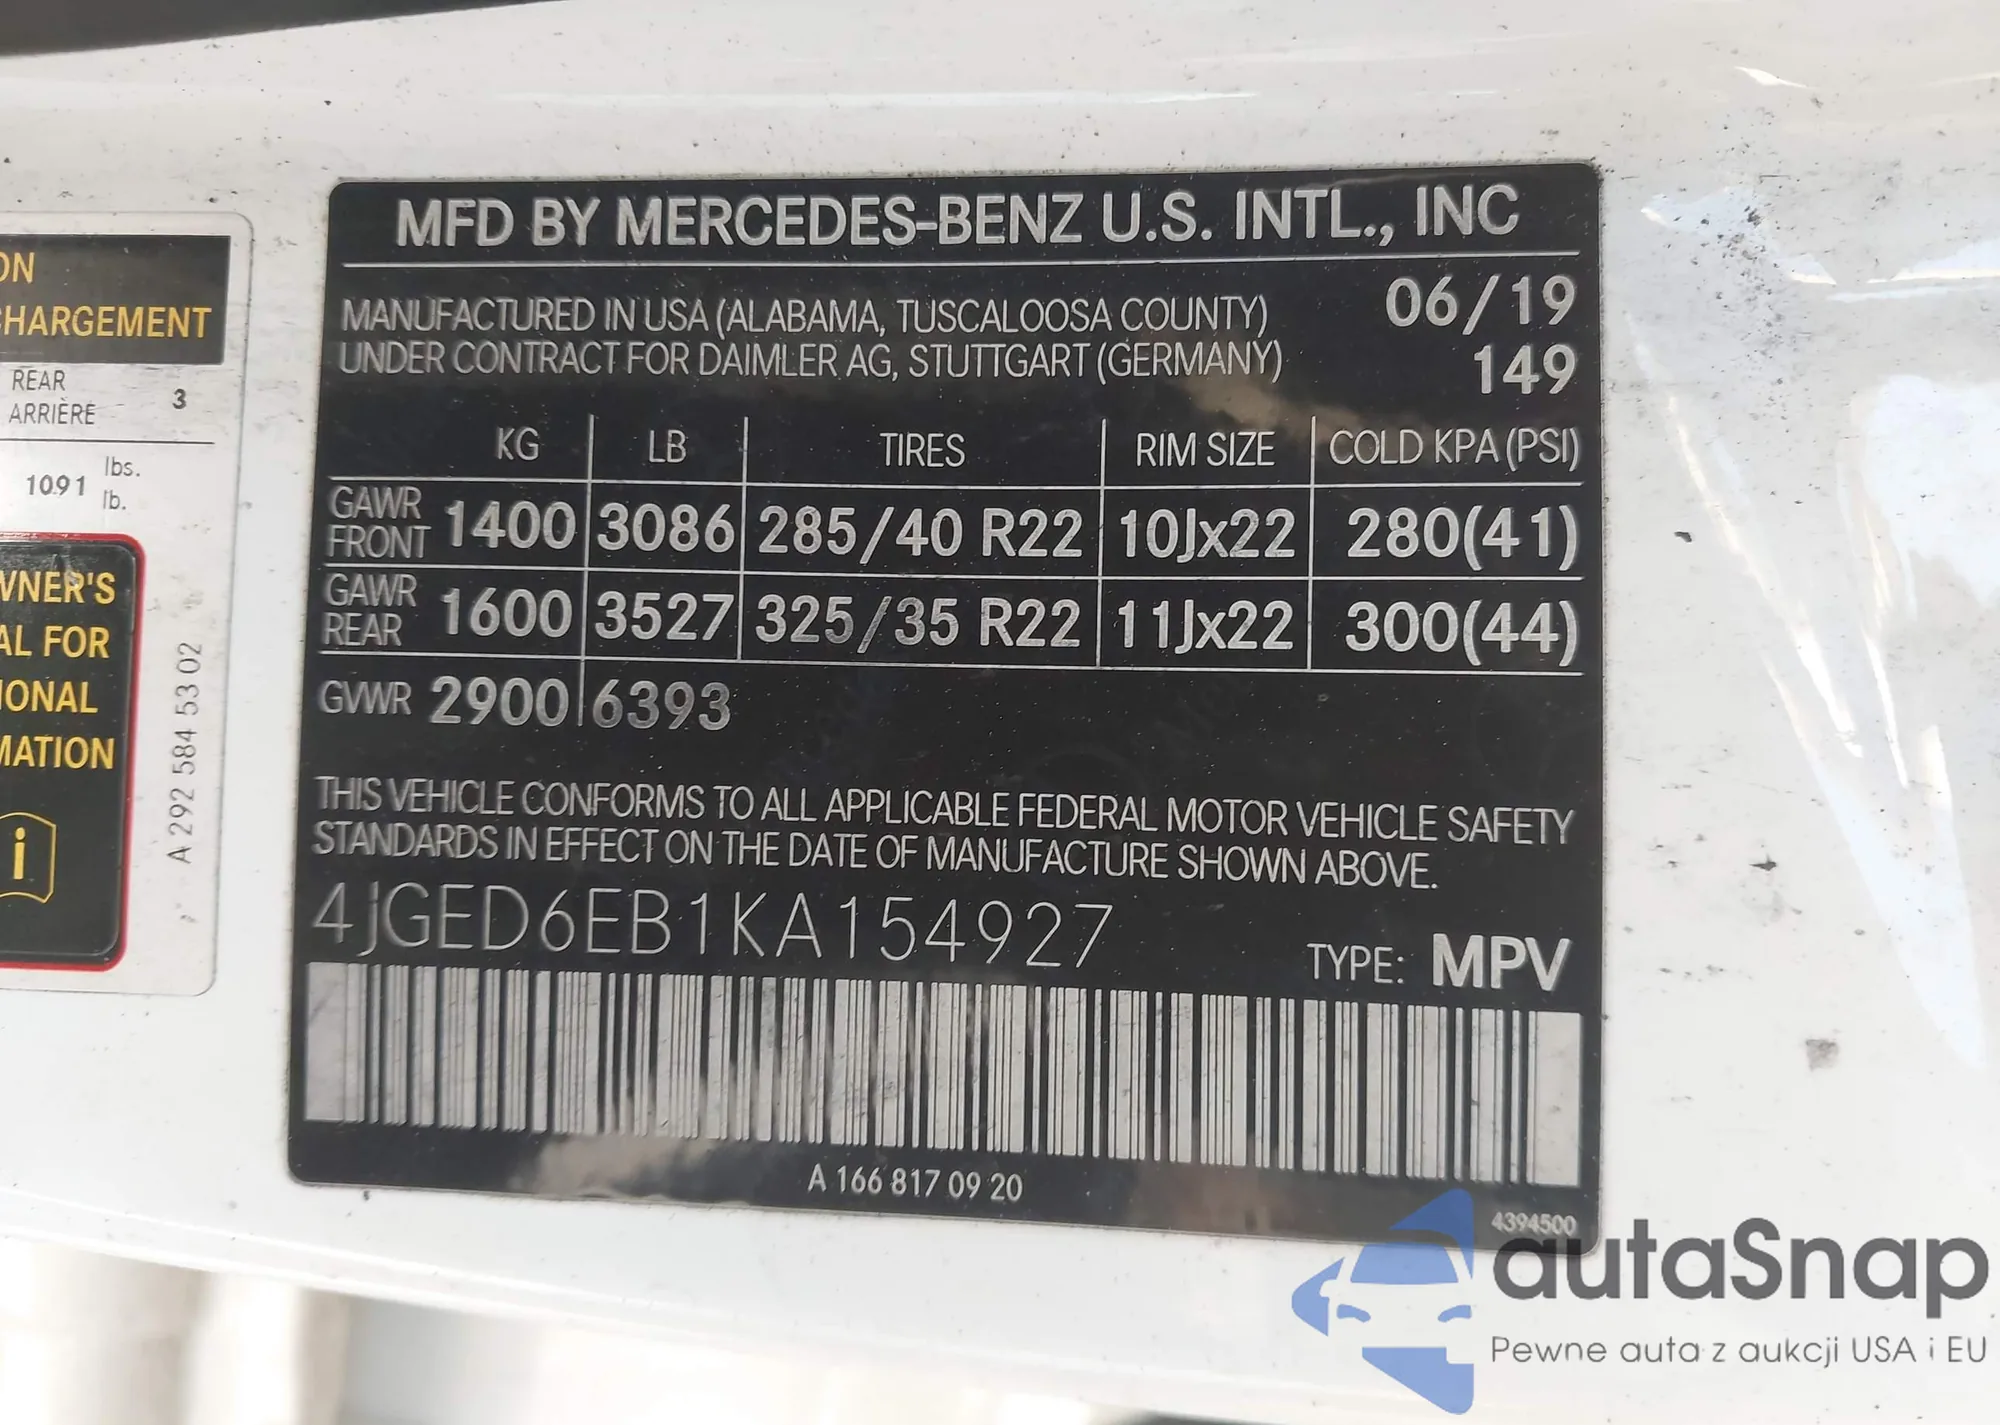 ON
CHARGEMENT
REAR
ARRIÈRE
3
1091 lbs.
lb.
WNER'S
AL FOR
IONAL
MATION
i
A 292 584 53 02
MFD BY MERCEDES-BENZ U.S. INTL., INC
MANUFACTURED IN USA (ALABAMA, TUSCALOOSA COUNTY) 06/19
UNDER CONTRACT FOR DAIMLER AG, STUTTGART (GERMANY) 149
KG LB TIRES RIM SIZE COLD KPA (PSI)
GAWR FRONT 1400 3086 285/40 R22 10Jx22 280(41)
GAWR REAR 1600 3527 325/35 R22 11Jx22 300(44)
GVWR 2900 6393
THIS VEHICLE CONFORMS TO ALL APPLICABLE FEDERAL MOTOR VEHICLE SAFETY
STANDARDS IN EFFECT ON THE DATE OF MANUFACTURE SHOWN ABOVE.
4JGED6EB1KA154927
TYPE: MPV
A 166 817 09 20
4394500
autaSnap
Pewne auta z aukcji USA i EU